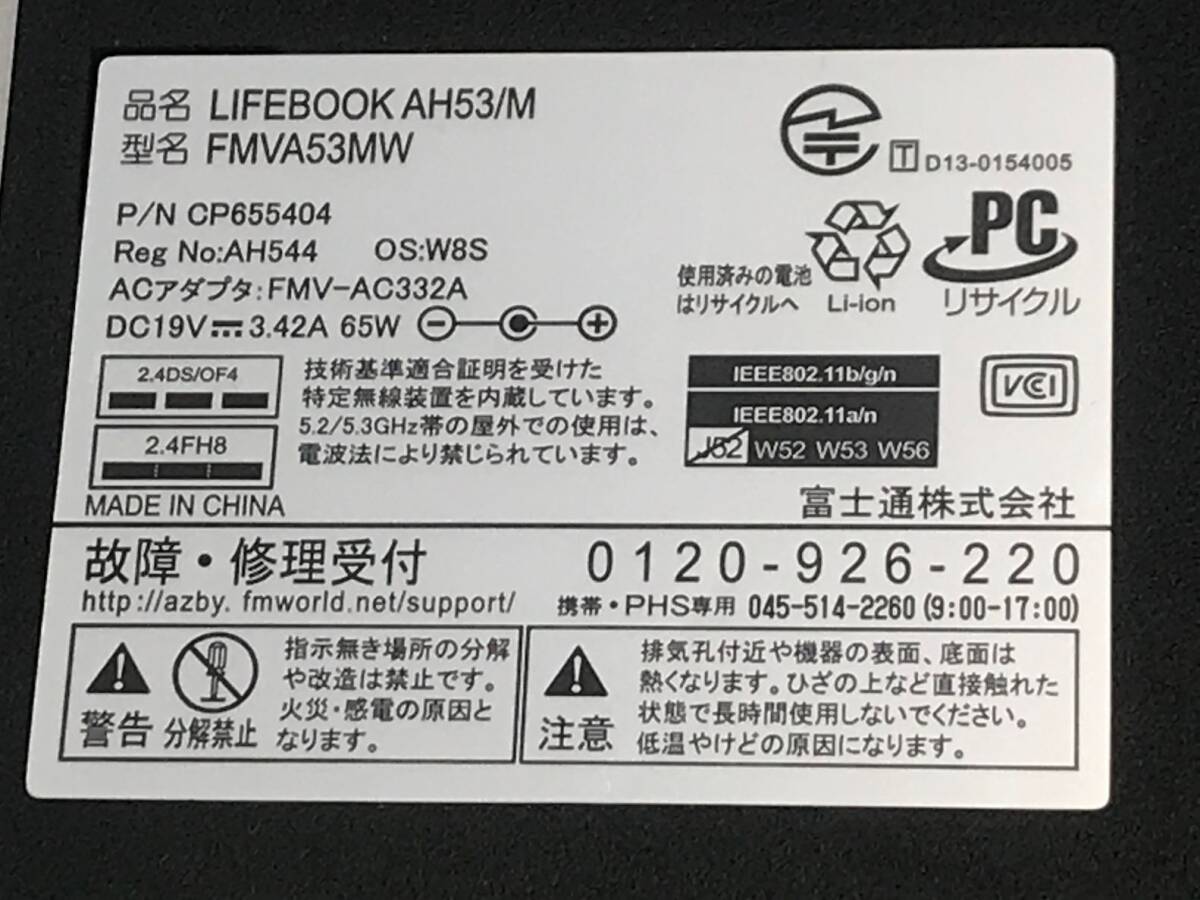 品名 LIFEBOOK AH53/M
型名 FMVA53MW
T D13-0154005
P/N CP655404
Reg No:AH544 OS:W8S
ACアダプタ:FMV-AC332A
DC19V 3.42A 65W
使用済みの電池
はリサイクルへ
Li-ion
PC
リサイクル
2.4DS/OF4
2.4FH8
MADE IN CHINA
技術基準適合証明を受けた
特定無線装置を内蔵しています。
5.2/5.3GHz帯の屋外での使用は、
電波法により禁じられています。
IEEE802.11b/g/n
IEEE802.11a/n
J52 W52 W53 W56
VCCI
富士通株式会社
故障・修理受付 0120-926-220
http://azby.fmworld.net/support/ 携帯・PHS専用 045-514-2260(9:00-17:00)
警告
分解禁止
指示無き場所の分解
や改造は禁止です。
火災・感電の原因と
なります。
注意
排気孔付近や機器の表面、底面は
熱くなります。ひざの上など直接触れた
状態で長時間使用しないでください。
低温やけどの原因になります。